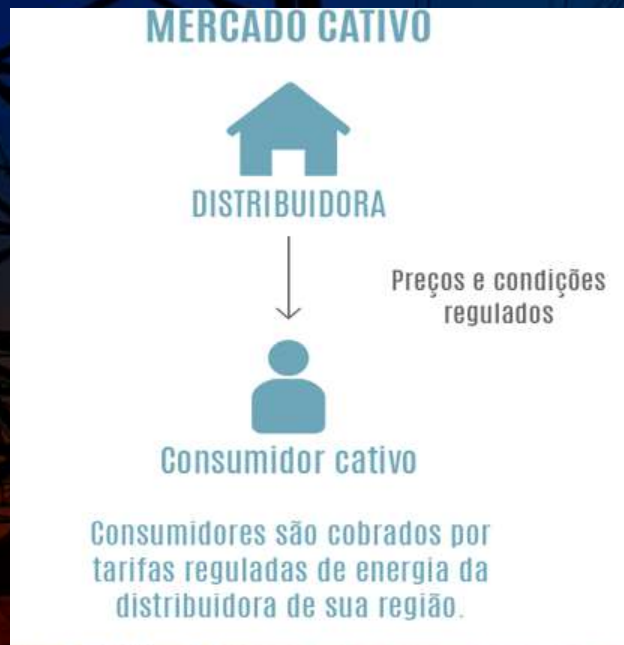 MERCADO CATIVO
DISTRIBUIDORA
Preços e condições
regulados
Consumidor cativo
Consumidores são cobrados por
tarifas reguladas de energia da
distribuidora de sua região.